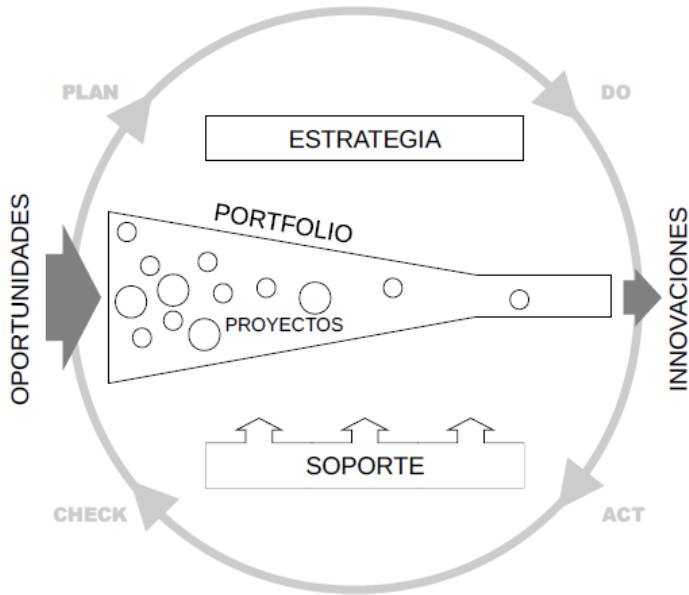 PLAN
DO
ESTRATEGIA
OPORTUNIDADES
PORTFOLIO
PROYECTOS
INNOVACIONES
SOPORTE
CHECK
ACT